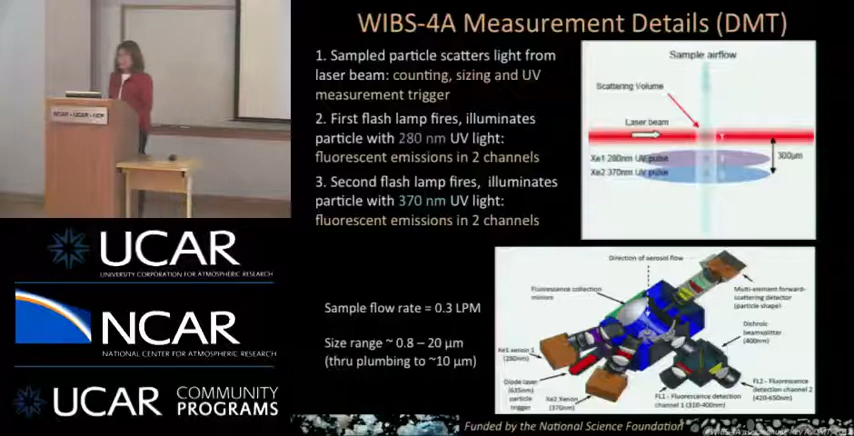 WIBS-4A Measurement Details (DMT)
1. Sampled particle scatters light from
laser beam: counting, sizing and UV
measurement trigger
2. First flash lamp fires, illuminates
particle with 280 nm UV light:
fluorescent emissions in 2 channels
3. Second flash lamp fires, illuminates
particle with 370 nm UV light:
fluorescent emissions in 2 channels
Sample airflow
Scattering Volume
Laser beam
Xe1 280nm UV pulse
Xe2 370nm UV pulse
300µm
NCAR - UCAR - UCP
UCAR
UNIVERSITY CORPORATION FOR ATMOSPHERIC RESEARCH
NCAR
NATIONAL CENTER FOR ATMOSPHERIC RESEARCH
UCAR COMMUNITY
PROGRAMS
Sample flow rate = 0.3 LPM
Size range ~ 0.8 – 20 µm
(thru plumbing to ~10 µm)
Direction of aerosol flow
Fluorescence collection
mirrors
Multi-element forward-
scattering detector
(particle shape)
Dichroic
beamsplitter
(400nm)
Xe1 xenon 1
(280nm)
Diode laser
(635nm)
particle
trigger
Xe2 Xenon
(370nm)
FL1 - Fluorescence detection
channel 1 (310-400nm)
FL2 - Fluorescence
detection channel 2
(420-650nm)
Funded by the National Science Foundation